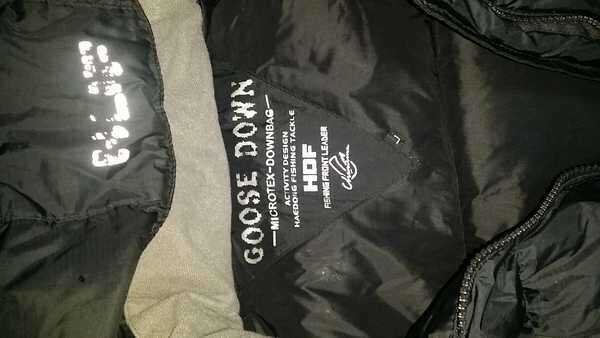 GOOSE DOWN
—MICROTEX-DOWNBAG—
ACTIVITY DESIGN
HAEDONG FISHING TACKLE
HDF
FISHING FRONT LEADER